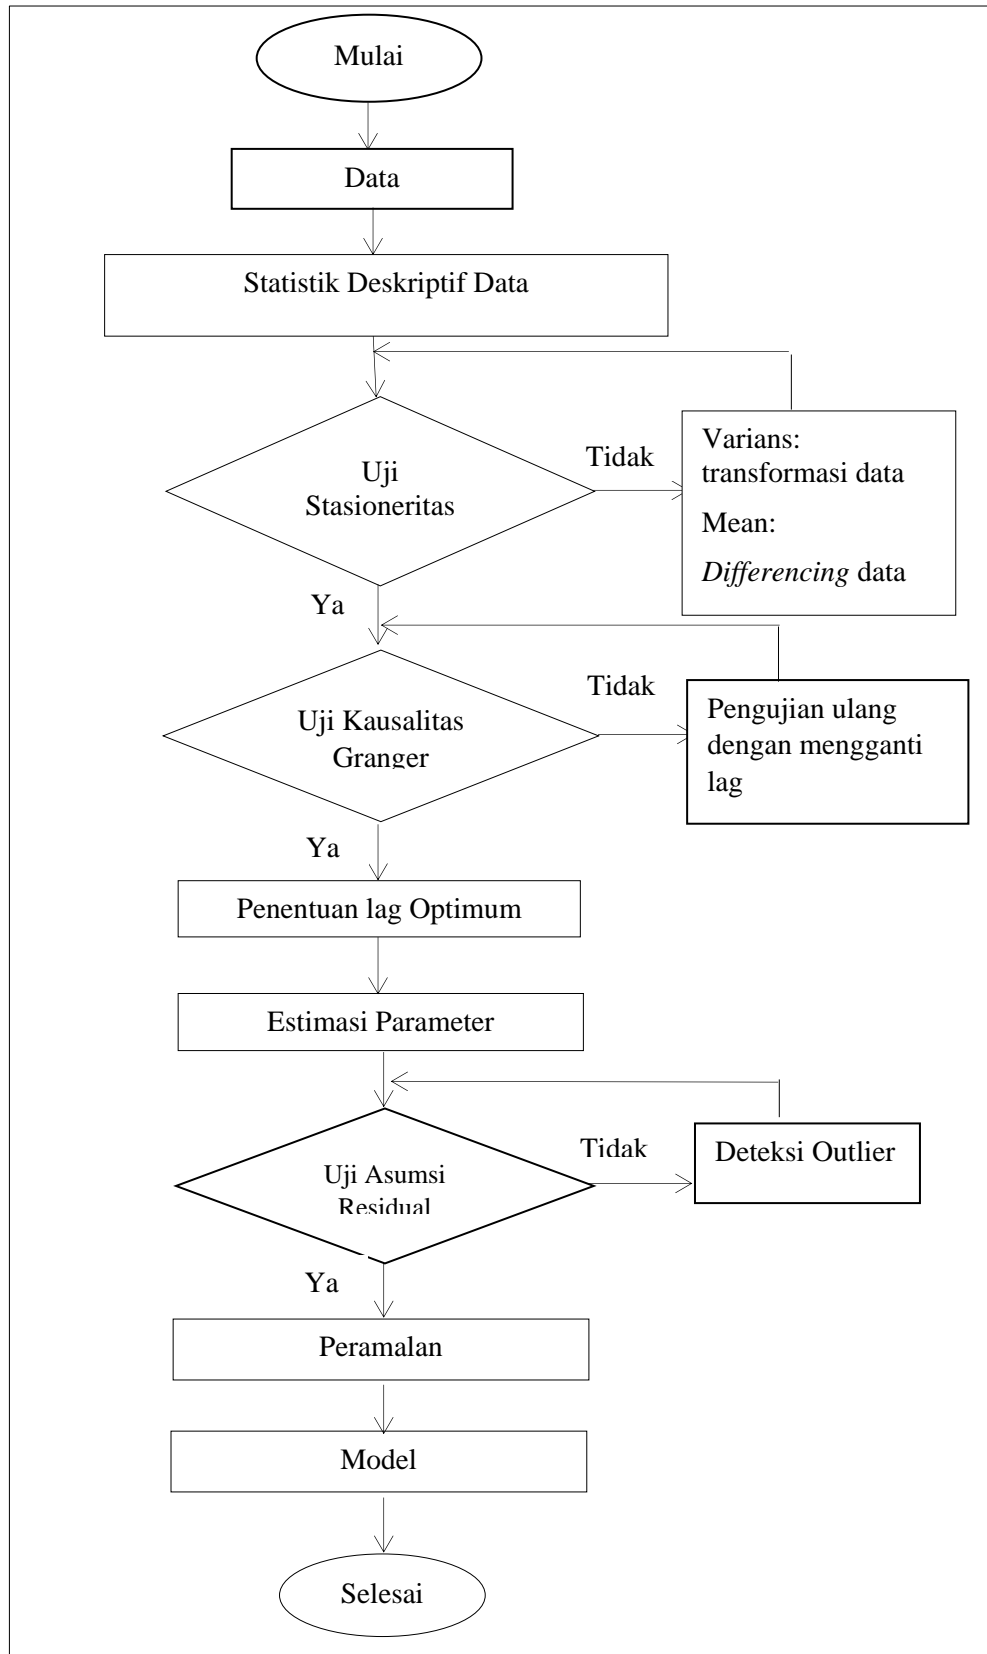 Mulai
Data
Statistik Deskriptif Data
Uji
Stasioneritas
Tidak
Varians:
transformasi data
Mean:
Differencing data
Ya
Uji Kausalitas
Granger
Tidak
Pengujian ulang
dengan mengganti
lag
Ya
Penentuan lag Optimum
Estimasi Parameter
Uji Asumsi
Residual
Tidak
Deteksi Outlier
Ya
Peramalan
Model
Selesai